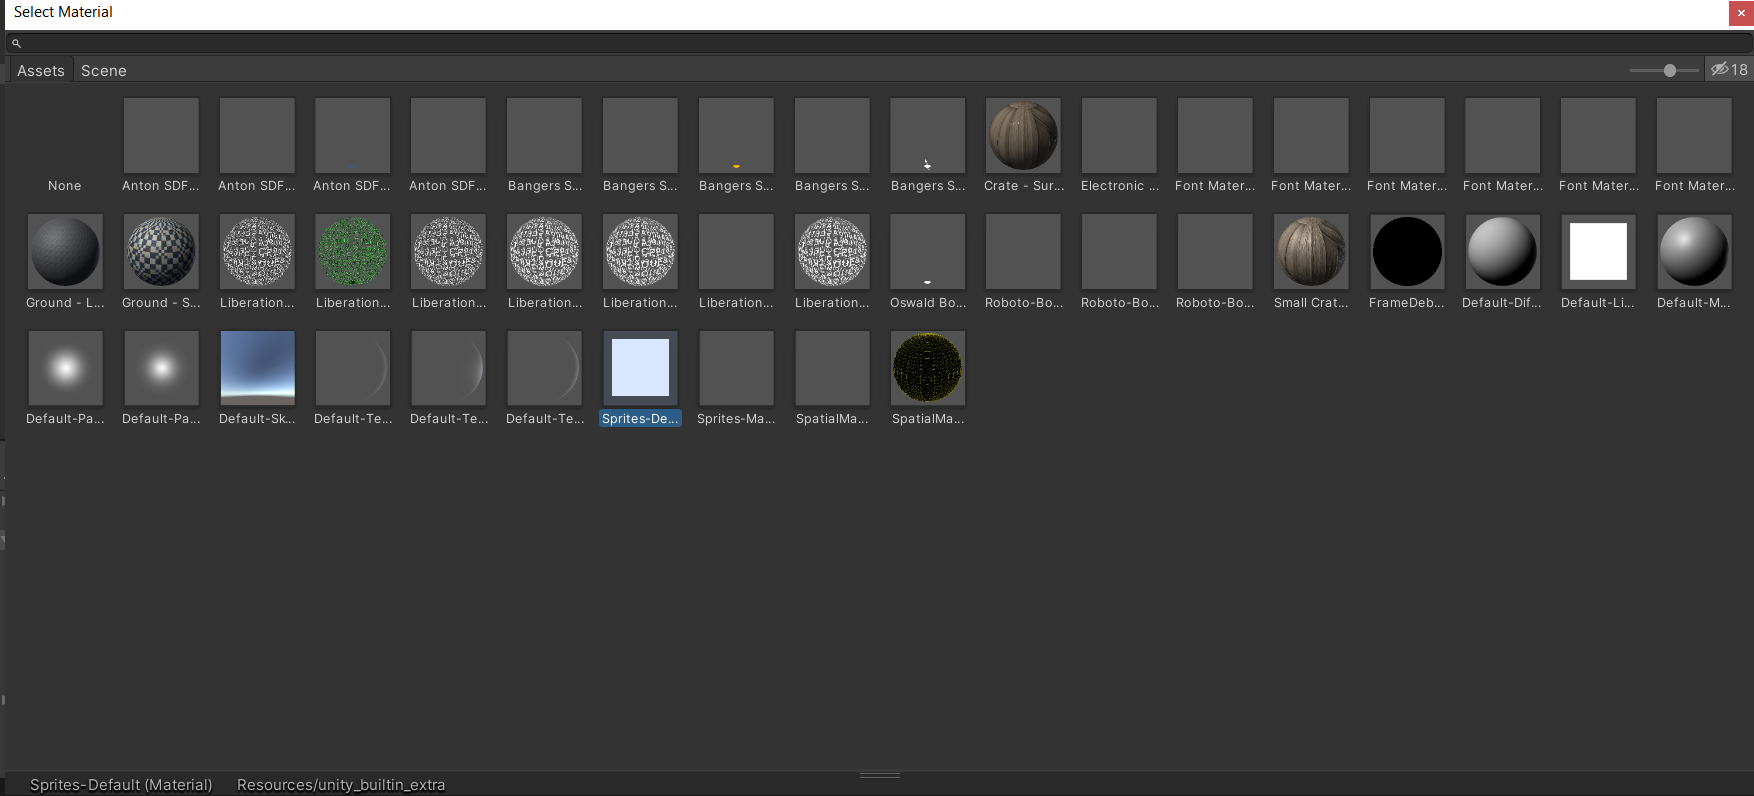 Select Material
Assets Scene 18
None Anton SDF... Anton SDF... Anton SDF... Anton SDF... Bangers S... Bangers S... Bangers S... Bangers S... Bangers S... Crate - Sur... Electronic ... Font Mater... Font Mater... Font Mater... Font Mater... Font Mater... Font Mater...
Ground - L... Ground - S... Liberation... Liberation... Liberation... Liberation... Liberation... Liberation... Liberation... Oswald Bo... Roboto-Bo... Roboto-Bo... Roboto-Bo... Small Crat... FrameDeb... Default-Dif... Default-Li... Default-M...
Default-Pa... Default-Pa... Default-Sk... Default-Te... Default-Te... Default-Te... Sprites-De... Sprites-Ma... SpatialMa... SpatialMa...
Sprites-Default (Material) Resources/unity_builtin_extra